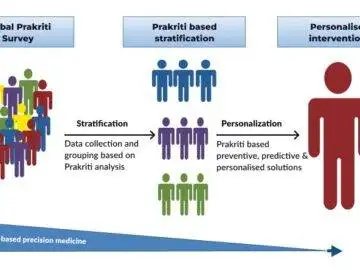 bal Prakriti
Survey
Prakriti based
stratification
Personalise
intervention
Stratification
Data collection and
grouping based on
Prakriti analysis
Personalization
Prakriti based
preventive, predictive &
personalised solutions
-based precision medicine